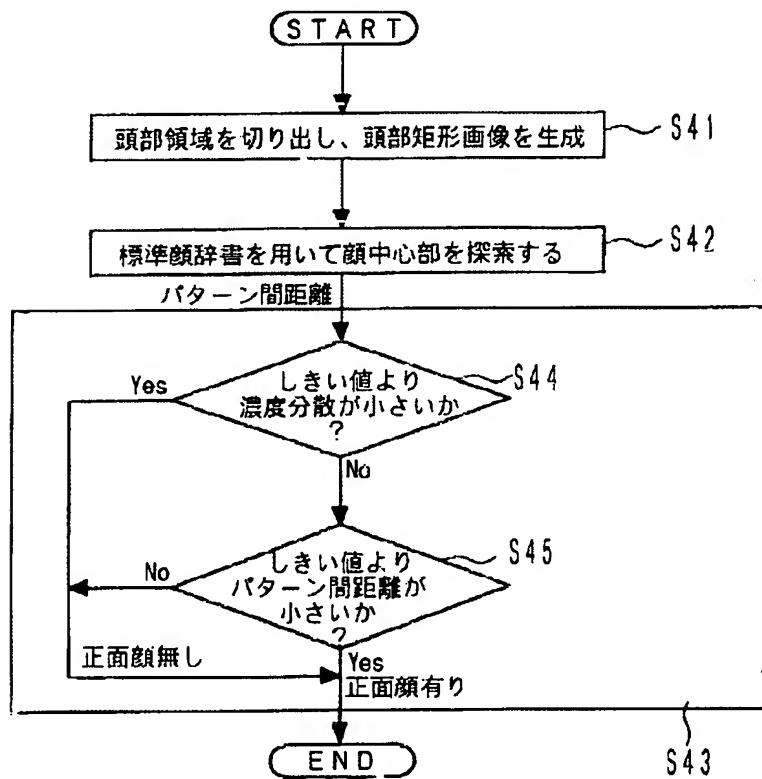 START
頭部領域を切り出し、頭部矩形画像を生成
S41
標準顔辞書を用いて顔中心部を探索する
S42
パターン間距離
しきい値より
濃度分散が小さいか
?
S44
Yes
No
しきい値より
パターン間距離が
小さいか
?
S45
No
正面顔無し
Yes
正面顔有り
END
S43